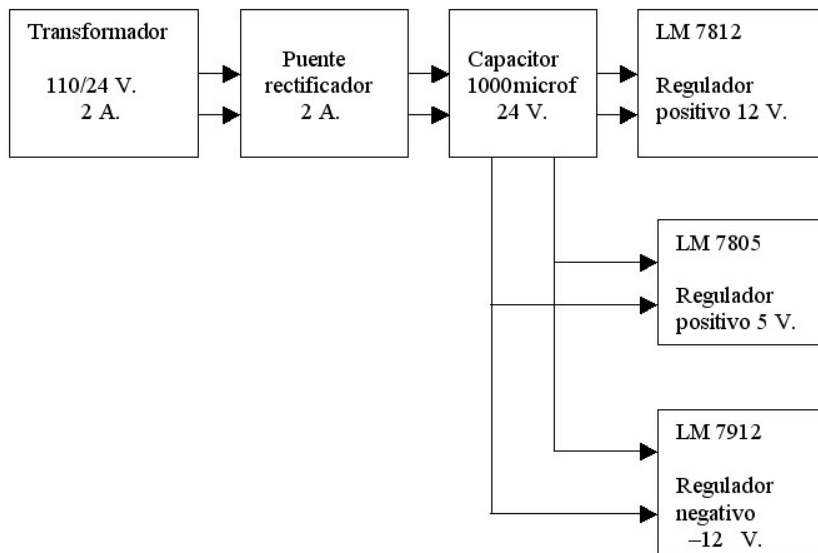 Transformador
110/24 V.
2 A.
Puente
rectificador
2 A.
Capacitor
1000microf
24 V.
LM 7812
Regulador
positivo 12 V.
LM 7805
Regulador
positivo 5 V.
LM 7912
Regulador
negativo
–12 V.